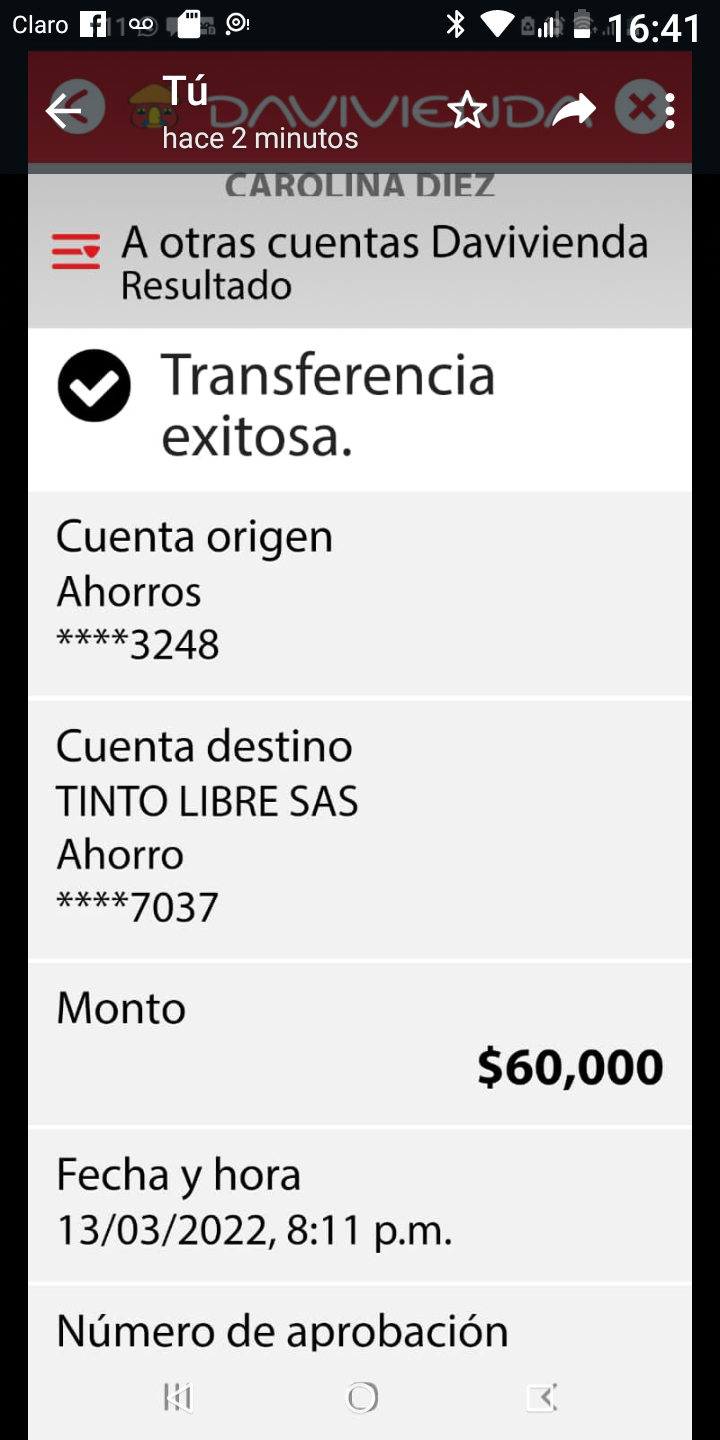 Claro 16:41
Tú
DAVIVIENDA
hace 2 minutos
CAROLINA DIEZ
A otras cuentas Davivienda
Resultado
Transferencia
exitosa.
Cuenta origen
Ahorros
****3248
Cuenta destino
TINTO LIBRE SAS
Ahorro
****7037
Monto
$60,000
Fecha y hora
13/03/2022, 8:11 p.m.
Número de aprobación